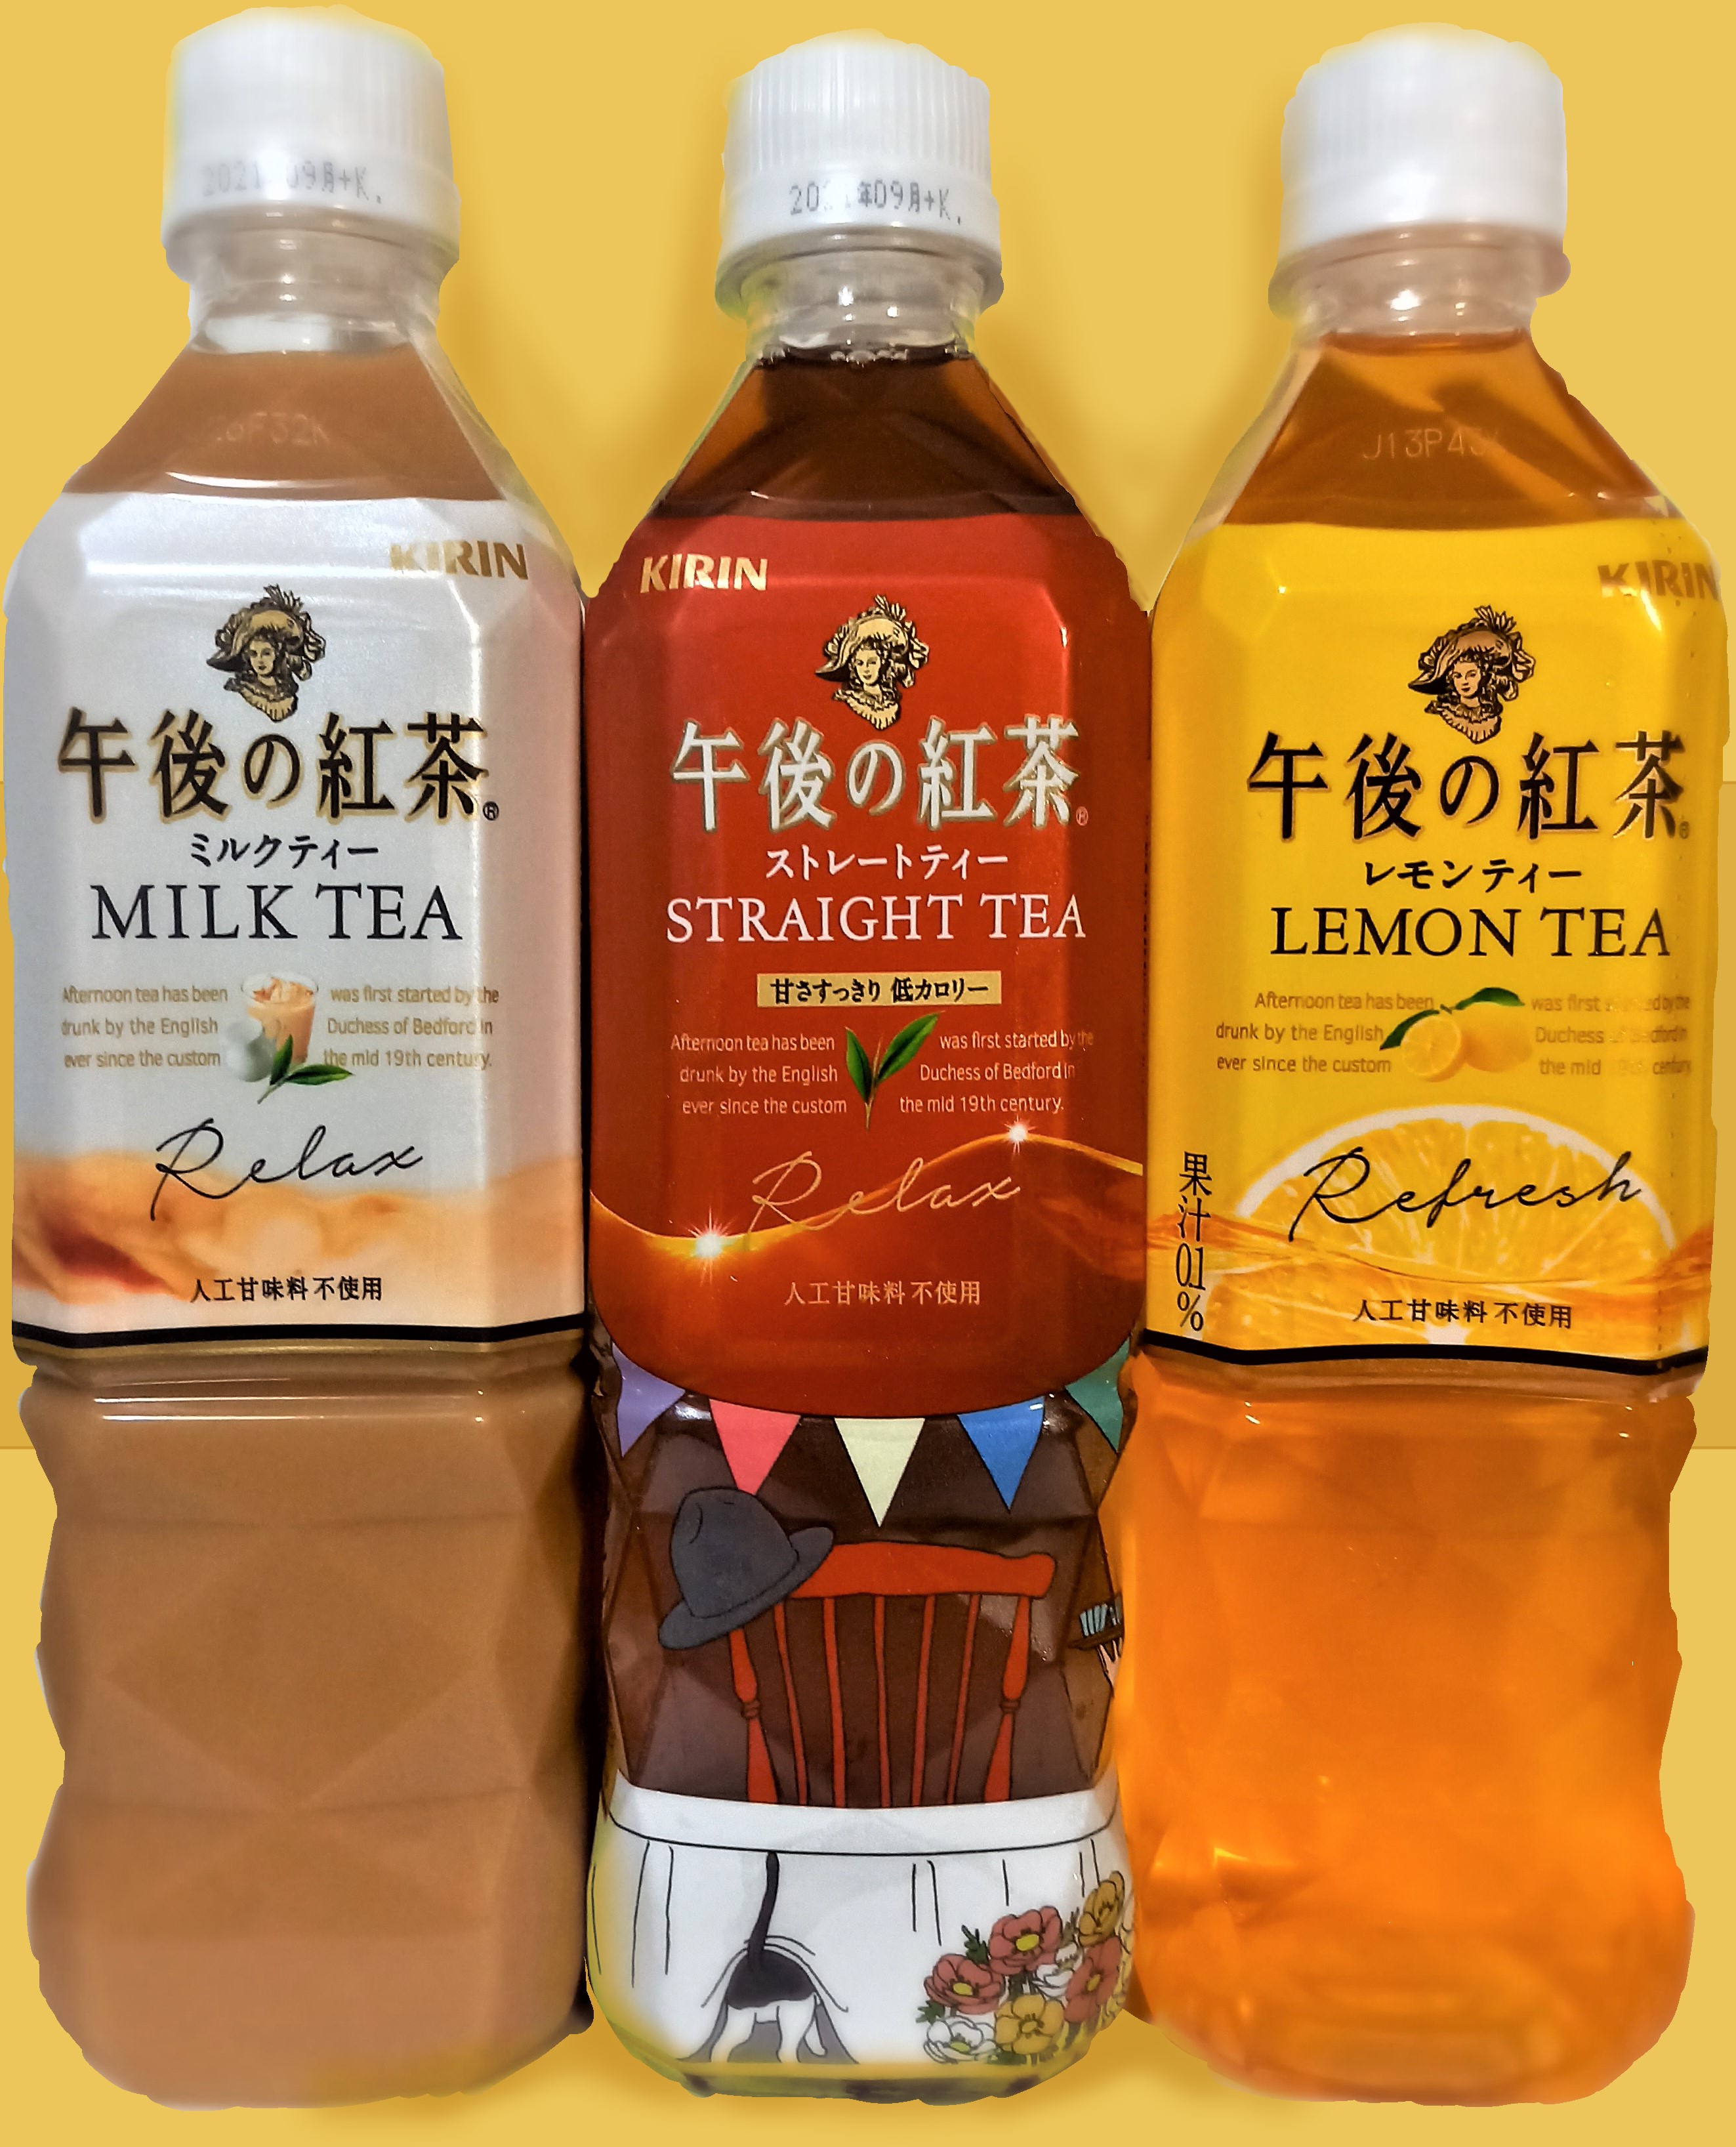 09月+K.
KIRIN
午後の紅茶®
ミルクティー
MILK TEA
Afternoon tea has been was first started by the
drunk by the English Duchess of Bedford in
ever since the custom the mid 19th century.
Relax
人工甘味料不使用
年09月+K.
KIRIN
午後の紅茶®
ストレートティー
STRAIGHT TEA
甘さすっきり 低カロリー
Afternoon tea has been was first started by the
drunk by the English Duchess of Bedford in
ever since the custom the mid 19th century.
Relax
人工甘味料不使用
KIRIN
午後の紅茶®
レモンティー
LEMON TEA
Afternoon tea has been was first by the
drunk by the English Duchess
ever since the custom the mid century
Refresh
果汁0.1%
人工甘味料不使用